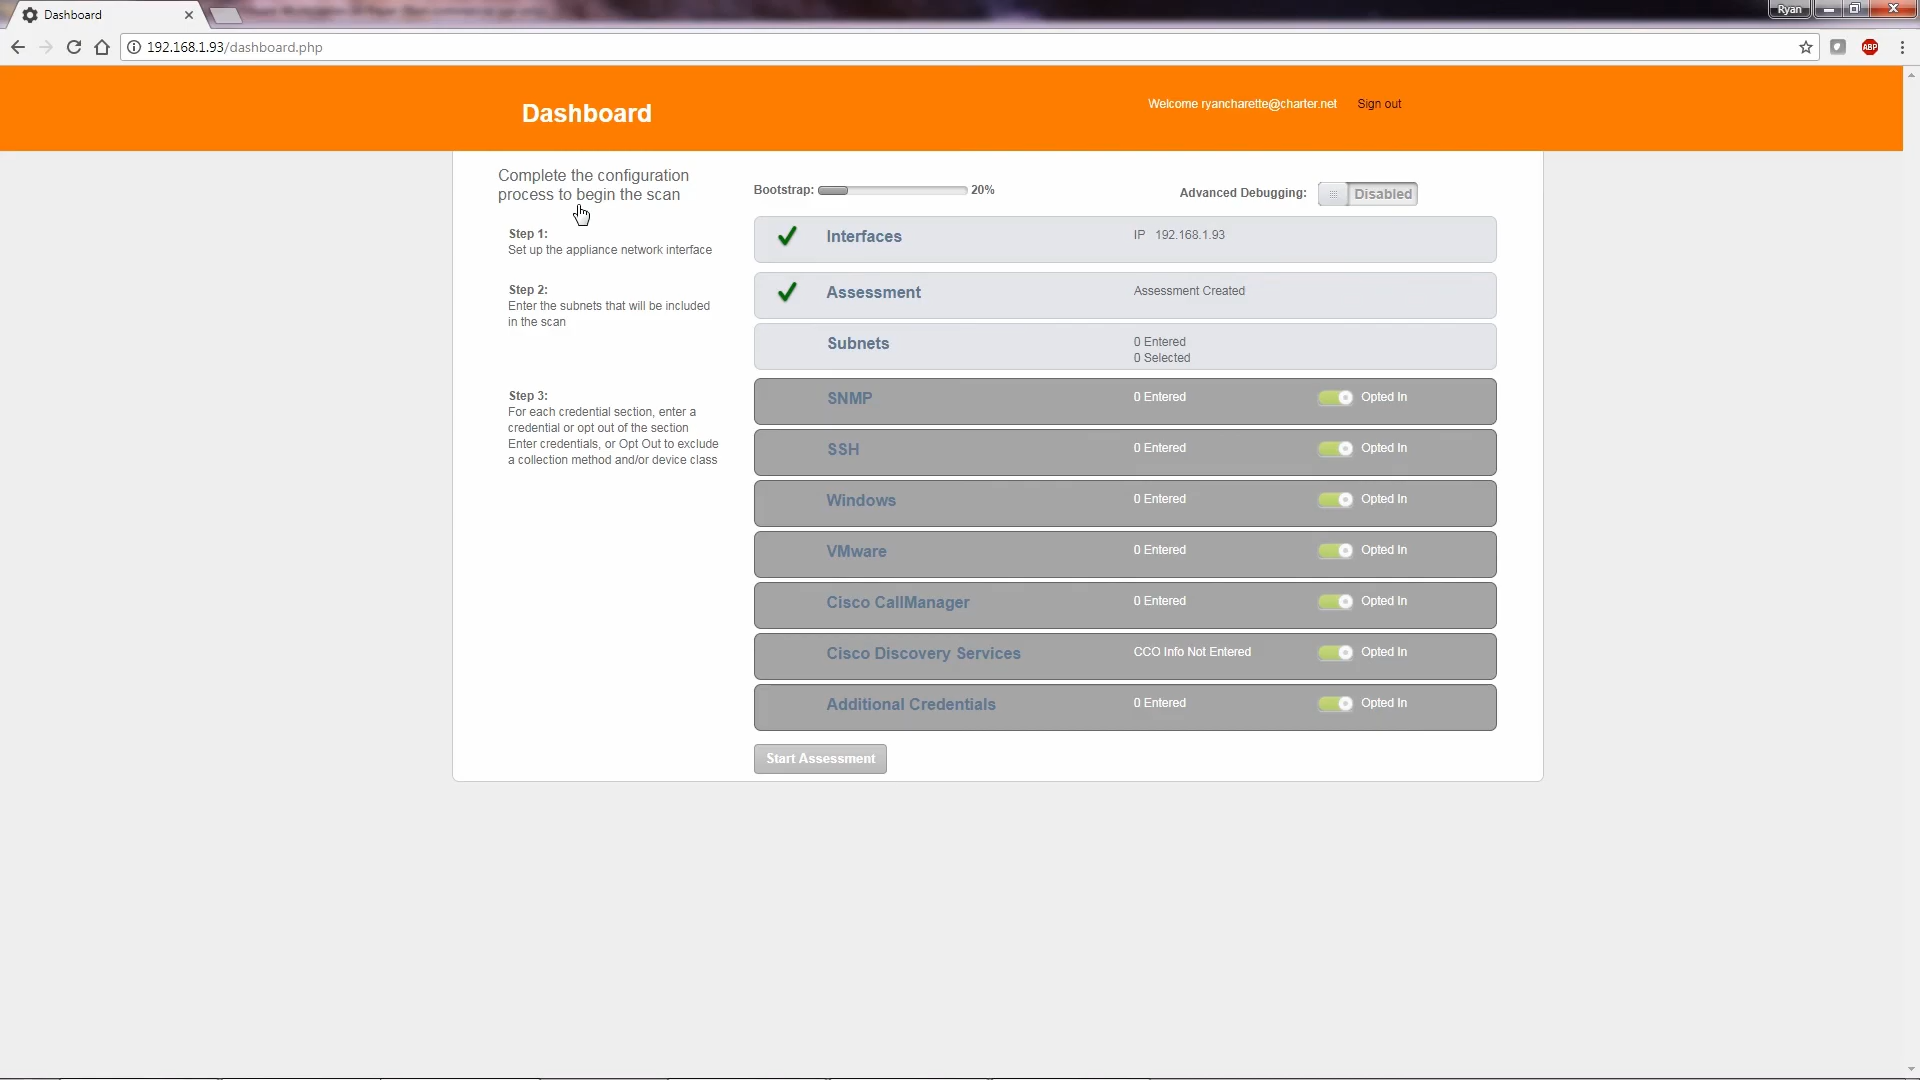 Dashboard
Ryan
192.168.1.93/dashboard.php
ABP
Dashboard
Welcome ryancharette@charter.net Sign out
Complete the configuration
process to begin the scan
Bootstrap: 20%
Advanced Debugging: Disabled
Step 1:
Set up the appliance network interface
Interfaces IP 192.168.1.93
Step 2:
Enter the subnets that will be included
in the scan
Assessment Assessment Created
Subnets 0 Entered
0 Selected
Step 3:
For each credential section, enter a
credential or opt out of the section
Enter credentials, or Opt Out to exclude
a collection method and/or device class
SNMP 0 Entered Opted In
SSH 0 Entered Opted In
Windows 0 Entered Opted In
VMware 0 Entered Opted In
Cisco CallManager 0 Entered Opted In
Cisco Discovery Services CCO Info Not Entered Opted In
Additional Credentials 0 Entered Opted In
Start Assessment